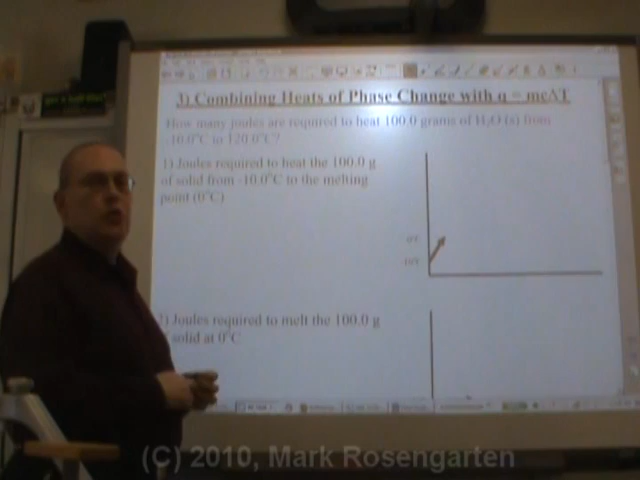 3) Combining Heats of Phase Change with q = mcΔT
How many joules are required to heat 100.0 grams of H₂O (s) from
-10.0°C to 120.0°C?
1) Joules required to heat the 100.0 g
of solid from -10.0°C to the melting
point (0°C)
2) Joules required to melt the 100.0 g
of solid at 0°C
(C) 2010, Mark Rosengarten